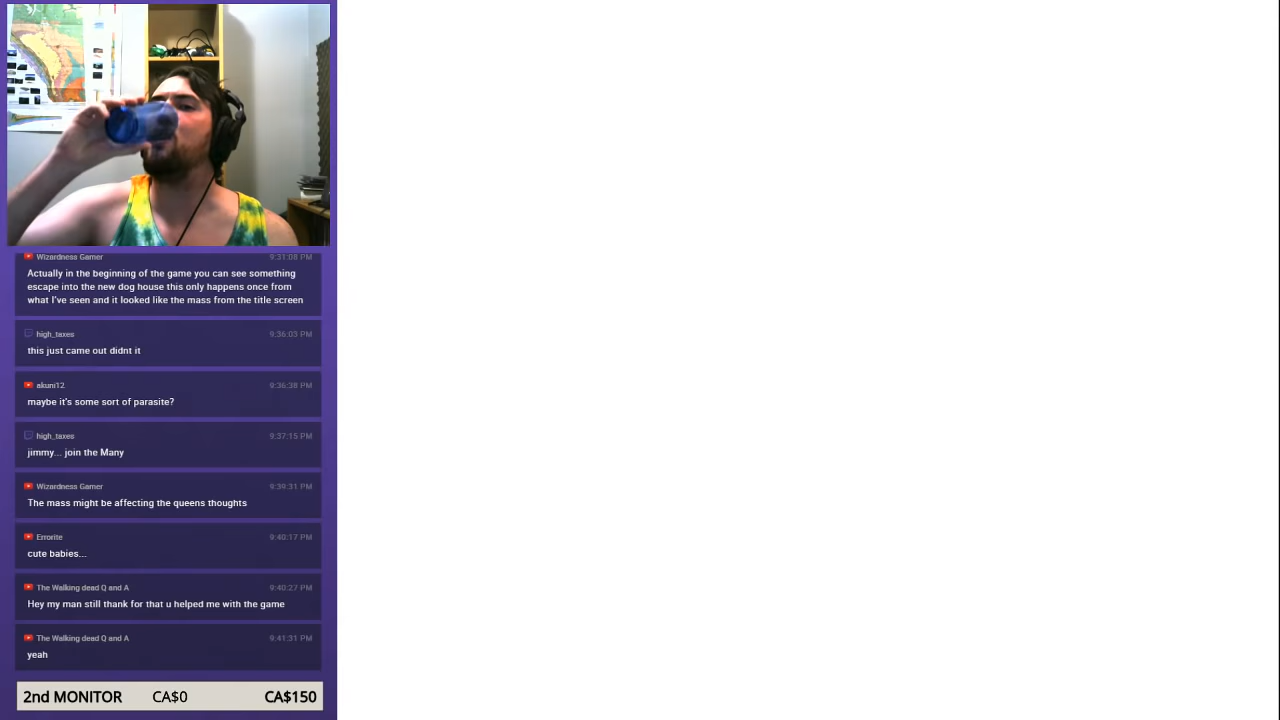 Wizardness Gamer 9:31:08 PM
Actually in the beginning of the game you can see something
escape into the new dog house this only happens once from
what I've seen and it looked like the mass from the title screen
high_taxes 9:36:03 PM
this just came out didnt it
akuni12 9:36:38 PM
maybe it's some sort of parasite?
high_taxes 9:37:15 PM
jimmy... join the Many
Wizardness Gamer 9:39:31 PM
The mass might be affecting the queens thoughts
Errorite 9:40:17 PM
cute babies...
The Walking dead Q and A 9:40:27 PM
Hey my man still thank for that u helped me with the game
The Walking dead Q and A 9:41:31 PM
yeah
2nd MONITOR CA$0 CA$150